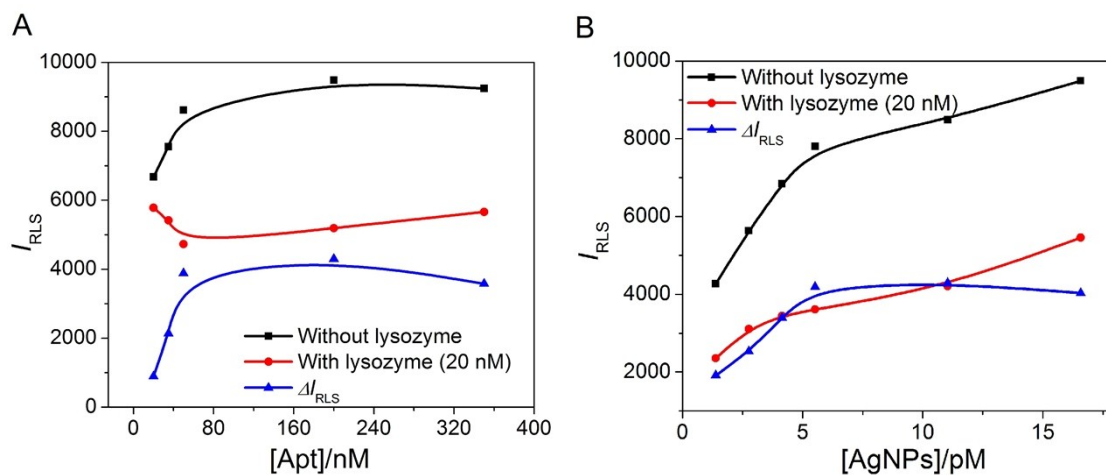 A
10000
8000
6000
4000
2000
0
I_RLS
Without lysozyme
With lysozyme (20 nM)
ΔI_RLS
0 80 160 240 320 400
[Apt]/nM
B
10000
8000
6000
4000
2000
I_RLS
Without lysozyme
With lysozyme (20 nM)
ΔI_RLS
0 5 10 15
[AgNPs]/pM